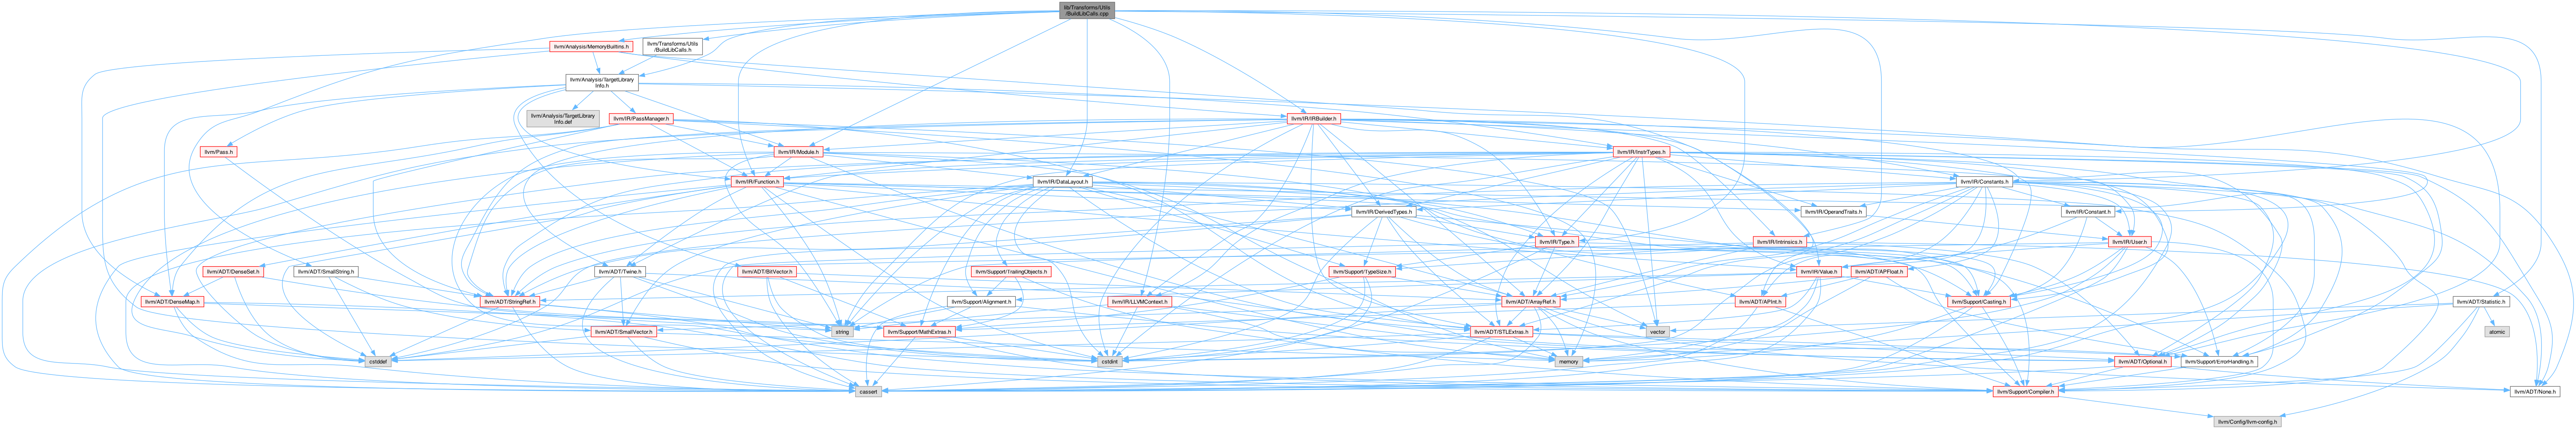 lib/Transforms/Utils
/BuildLibCalls.cpp
llvm/Analysis/MemoryBuiltins.h
llvm/Transforms/Utils
/BuildLibCalls.h
llvm/Analysis/TargetLibrary
Info.h
llvm/Analysis/TargetLibrary
Info.def
llvm/IR/PassManager.h
llvm/IR/IRBuilder.h
llvm/Pass.h
llvm/IR/Module.h
llvm/IR/InstrTypes.h
llvm/IR/Function.h
llvm/IR/DataLayout.h
llvm/IR/Constants.h
llvm/IR/DerivedTypes.h
llvm/IR/OperandTraits.h
llvm/IR/Constant.h
llvm/IR/Type.h
llvm/IR/Intrinsics.h
llvm/IR/User.h
llvm/ADT/DenseSet.h
llvm/ADT/SmallString.h
llvm/ADT/Twine.h
llvm/ADT/BitVector.h
llvm/Support/TrailingObjects.h
llvm/Support/TypeSize.h
llvm/IR/Value.h
llvm/ADT/APFloat.h
llvm/ADT/DenseMap.h
llvm/ADT/StringRef.h
llvm/Support/Alignment.h
llvm/IR/LLVMContext.h
llvm/ADT/ArrayRef.h
llvm/ADT/APInt.h
llvm/Support/Casting.h
llvm/ADT/Statistic.h
llvm/ADT/SmallVector.h
string
llvm/Support/MathExtras.h
llvm/ADT/STLExtras.h
vector
atomic
cstddef
cstdint
memory
llvm/ADT/Optional.h
llvm/Support/ErrorHandling.h
cassert
llvm/Support/Compiler.h
llvm/ADT/None.h
llvm/Config/llvm-config.h